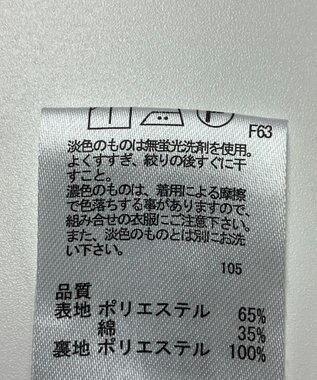 F63
淡色のものは無蛍光洗剤を使用。
よくすすぎ、絞りの後すぐに干
すこと。
濃色のものは、着用による摩擦
で色落ちする事がありますので、
組み合せの衣服にご注意下さい。
また、淡色のものとは別にお洗
い下さい。
105
品質
表地 ポリエステル 65%
綿 35%
裏地 ポリエステル 100%